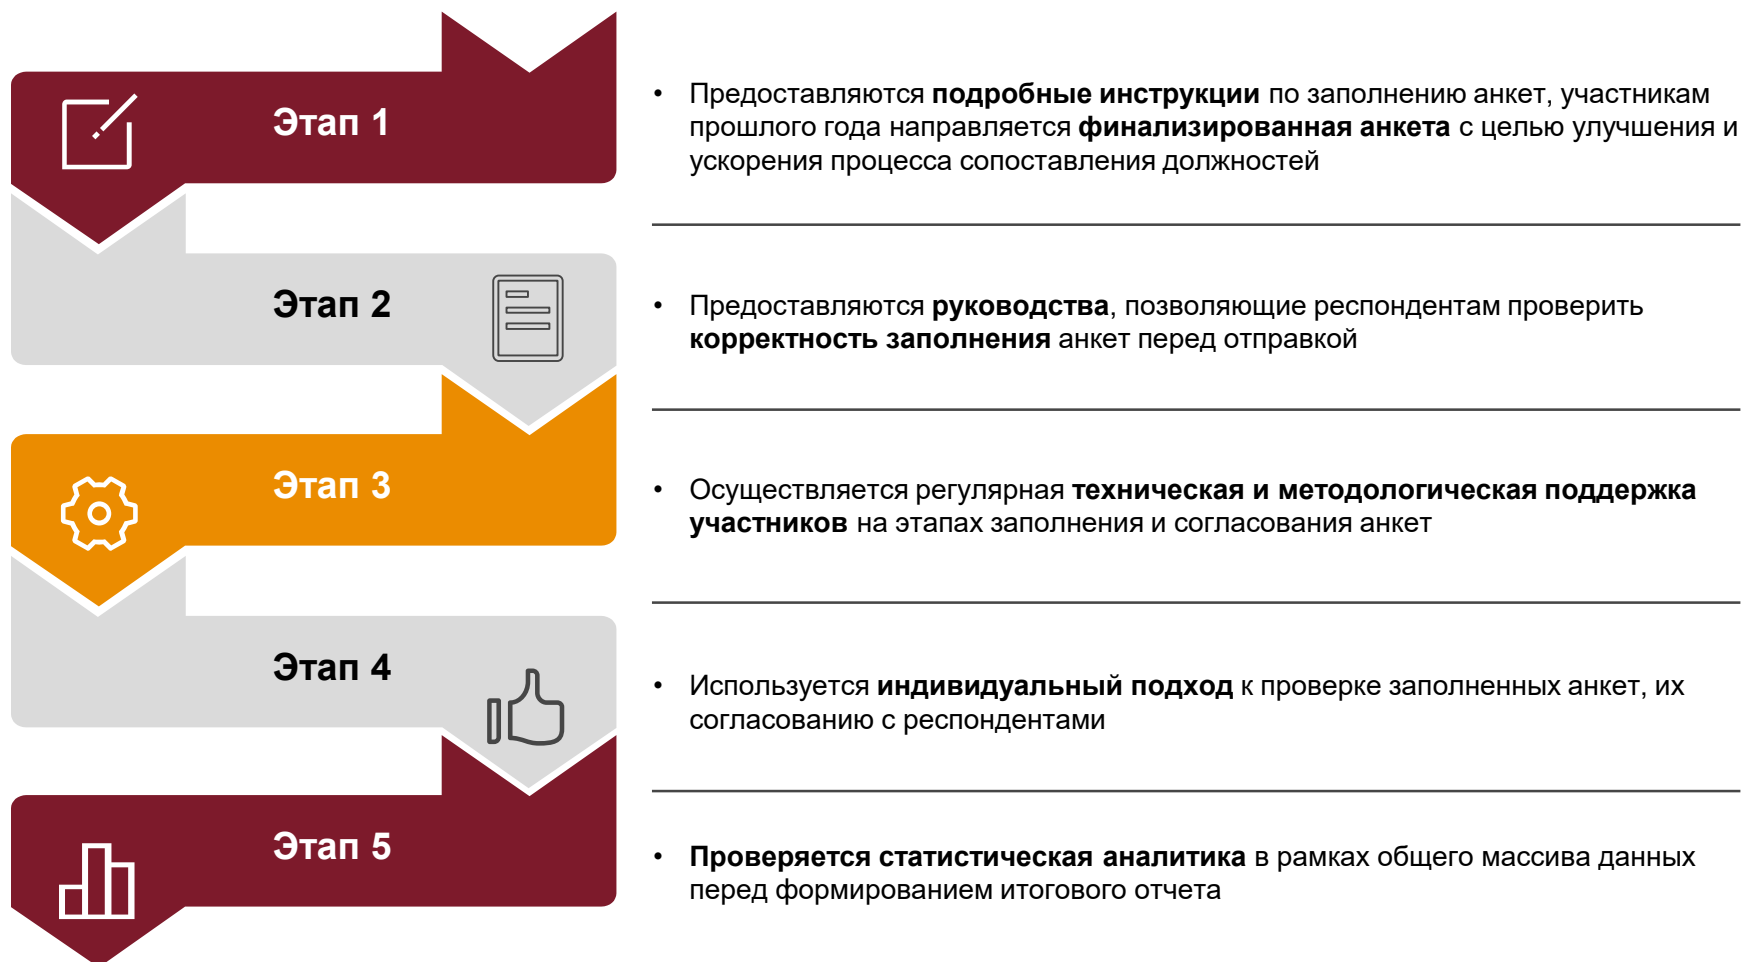 Этап 1
• Предоставляются подробные инструкции по заполнению анкет, участникам
прошлого года направляется финализированная анкета с целью улучшения и
ускорения процесса сопоставления должностей
Этап 2
• Предоставляются руководства, позволяющие респондентам проверить
корректность заполнения анкет перед отправкой
Этап 3
• Осуществляется регулярная техническая и методологическая поддержка
участников на этапах заполнения и согласования анкет
Этап 4
• Используется индивидуальный подход к проверке заполненных анкет, их
согласованию с респондентами
Этап 5
• Проверяется статистическая аналитика в рамках общего массива данных
перед формированием итогового отчета